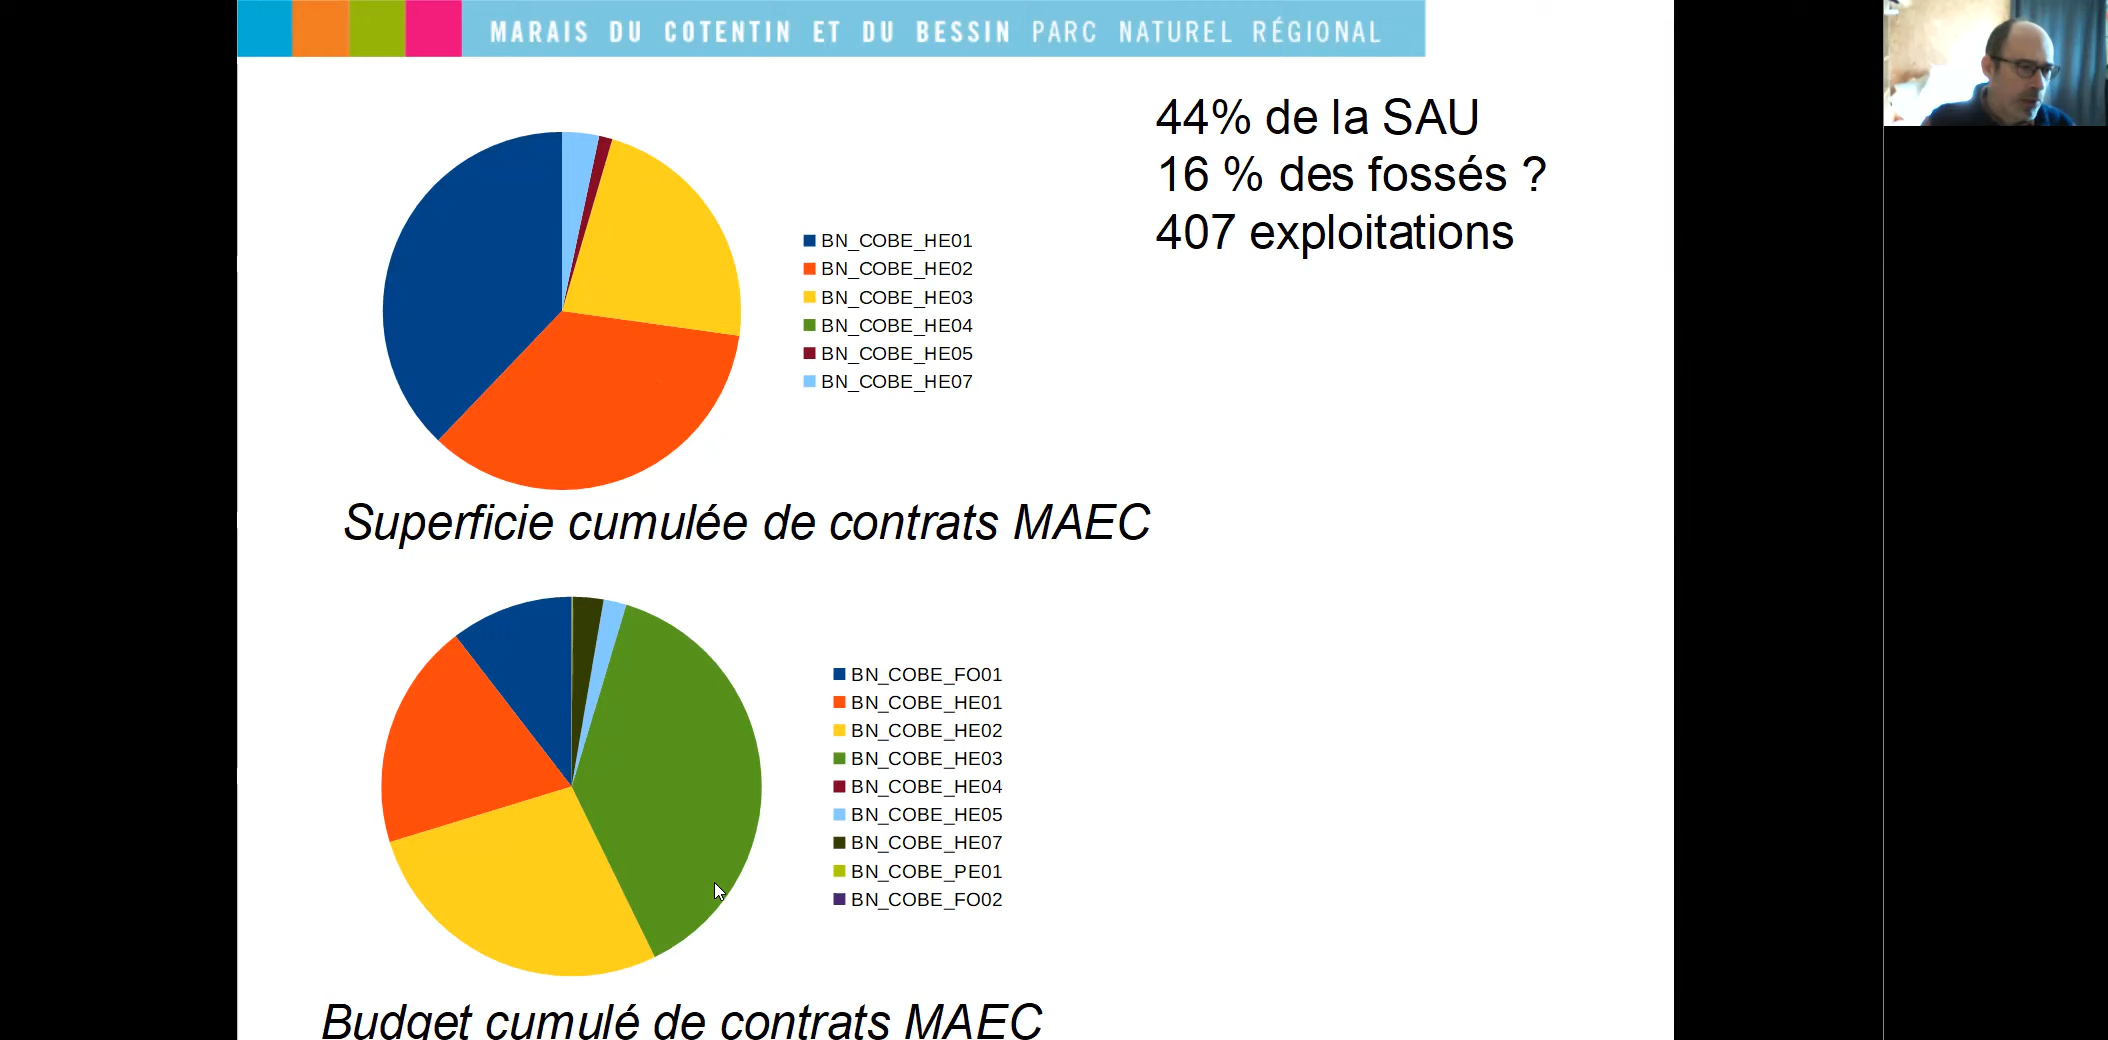 MARAIS DU COTENTIN ET DU BESSIN PARC NATUREL RÉGIONAL
44% de la SAU
16 % des fossés ?
407 exploitations
BN_COBE_HE01
BN_COBE_HE02
BN_COBE_HE03
BN_COBE_HE04
BN_COBE_HE05
BN_COBE_HE07
Superficie cumulée de contrats MAEC
BN_COBE_FO01
BN_COBE_HE01
BN_COBE_HE02
BN_COBE_HE03
BN_COBE_HE04
BN_COBE_HE05
BN_COBE_HE07
BN_COBE_PE01
BN_COBE_FO02
Budget cumulé de contrats MAEC